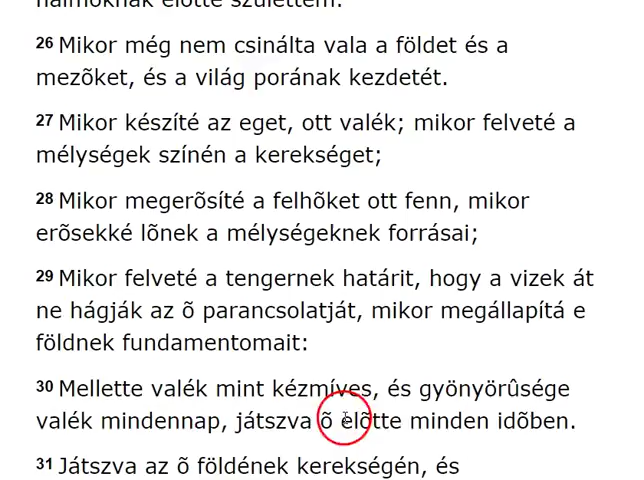 halmoknak előtte születtem.
26 Mikor még nem csinálta vala a földet és a
mezõket, és a világ porának kezdetét.
27 Mikor készíté az eget, ott valék; mikor felveté a
mélységek színén a kerekséget;
28 Mikor megerõsíté a felhõket ott fenn, mikor
erõsekké lõnek a mélységeknek forrásai;
29 Mikor felveté a tengernek határit, hogy a vizek át
ne hágják az õ parancsolatját, mikor megállapítá e
földnek fundamentomait:
30 Mellette valék mint kézmíves, és gyönyörûsége
valék mindennap, játszva õ elõtte minden idõben.
31 Játszva az õ földének kerekségén, és